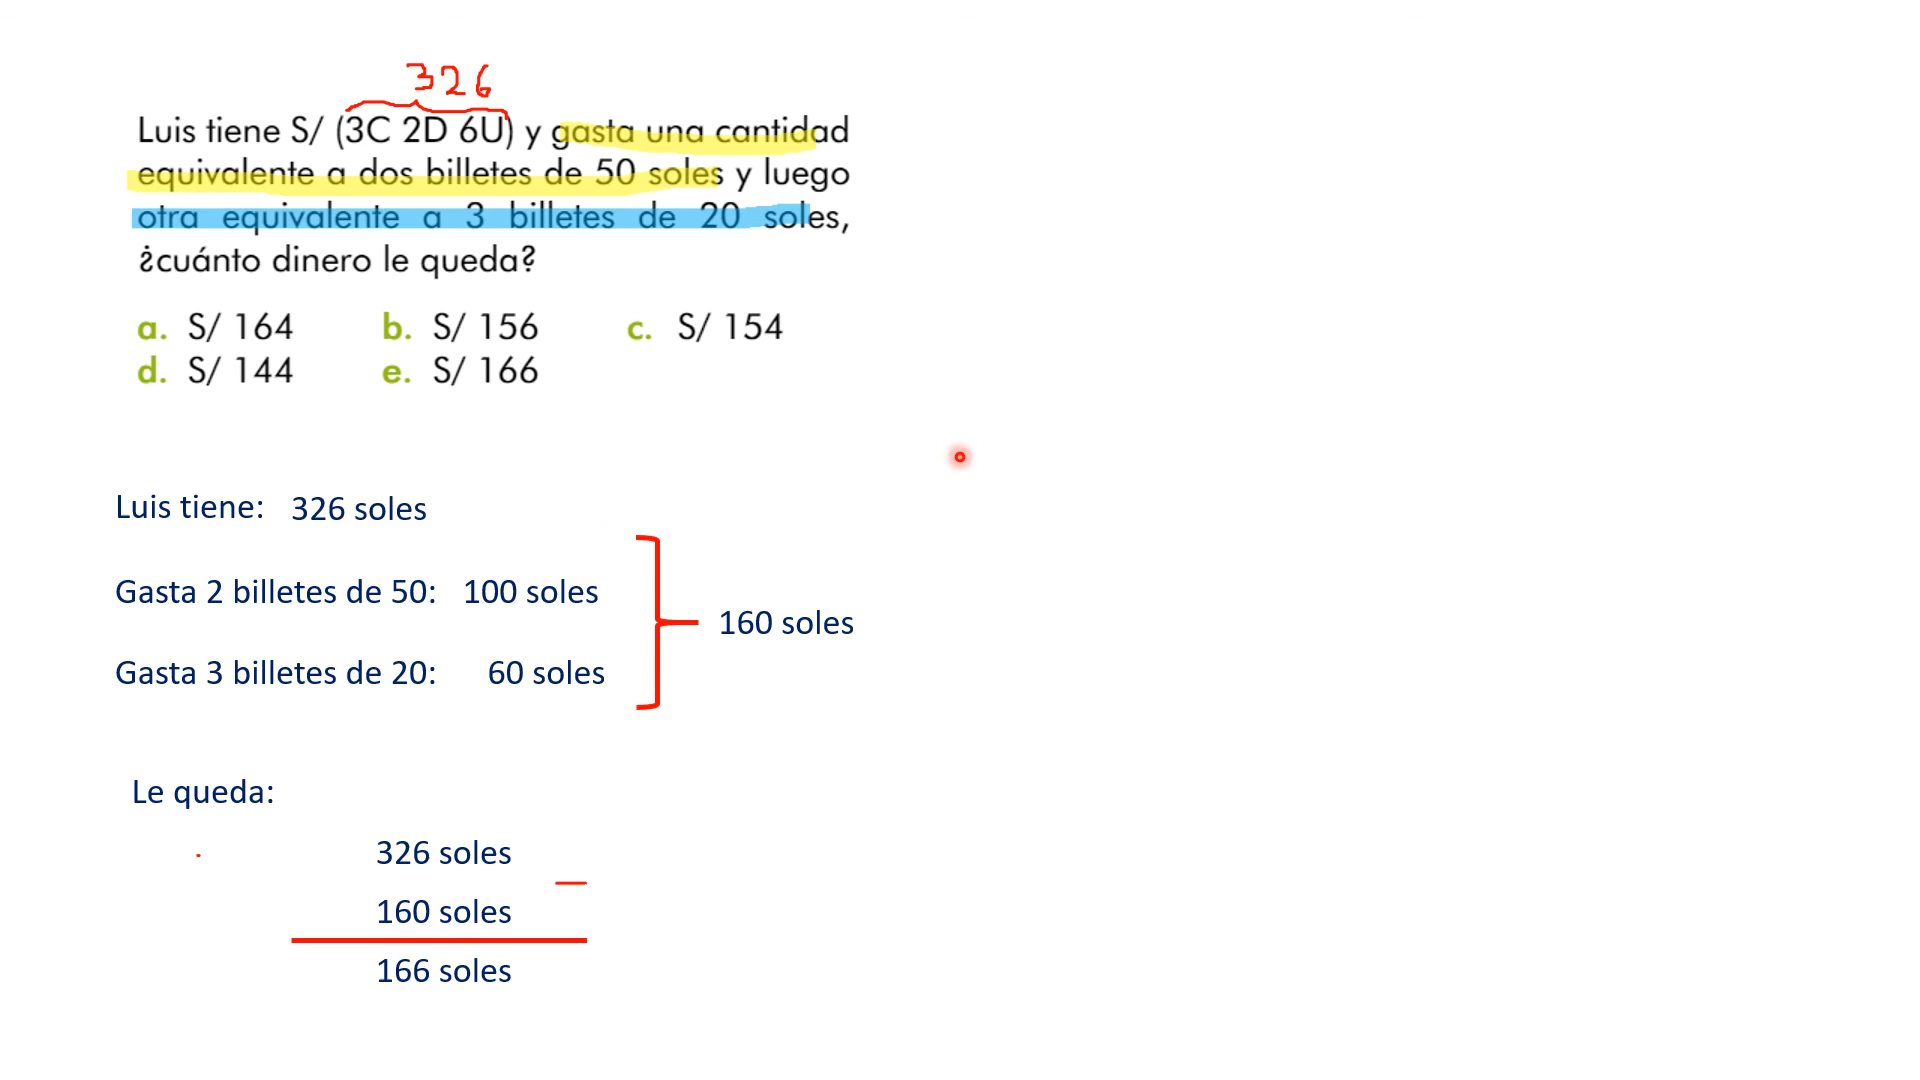 326
Luis tiene S/ (3C 2D 6U) y gasta una cantidad
equivalente a dos billetes de 50 soles y luego
otra equivalente a 3 billetes de 20 soles,
¿cuánto dinero le queda?
a. S/ 164 b. S/ 156 c. S/ 154
d. S/ 144 e. S/ 166
Luis tiene: 326 soles
Gasta 2 billetes de 50: 100 soles
160 soles
Gasta 3 billetes de 20: 60 soles
Le queda:
326 soles
—
160 soles
166 soles